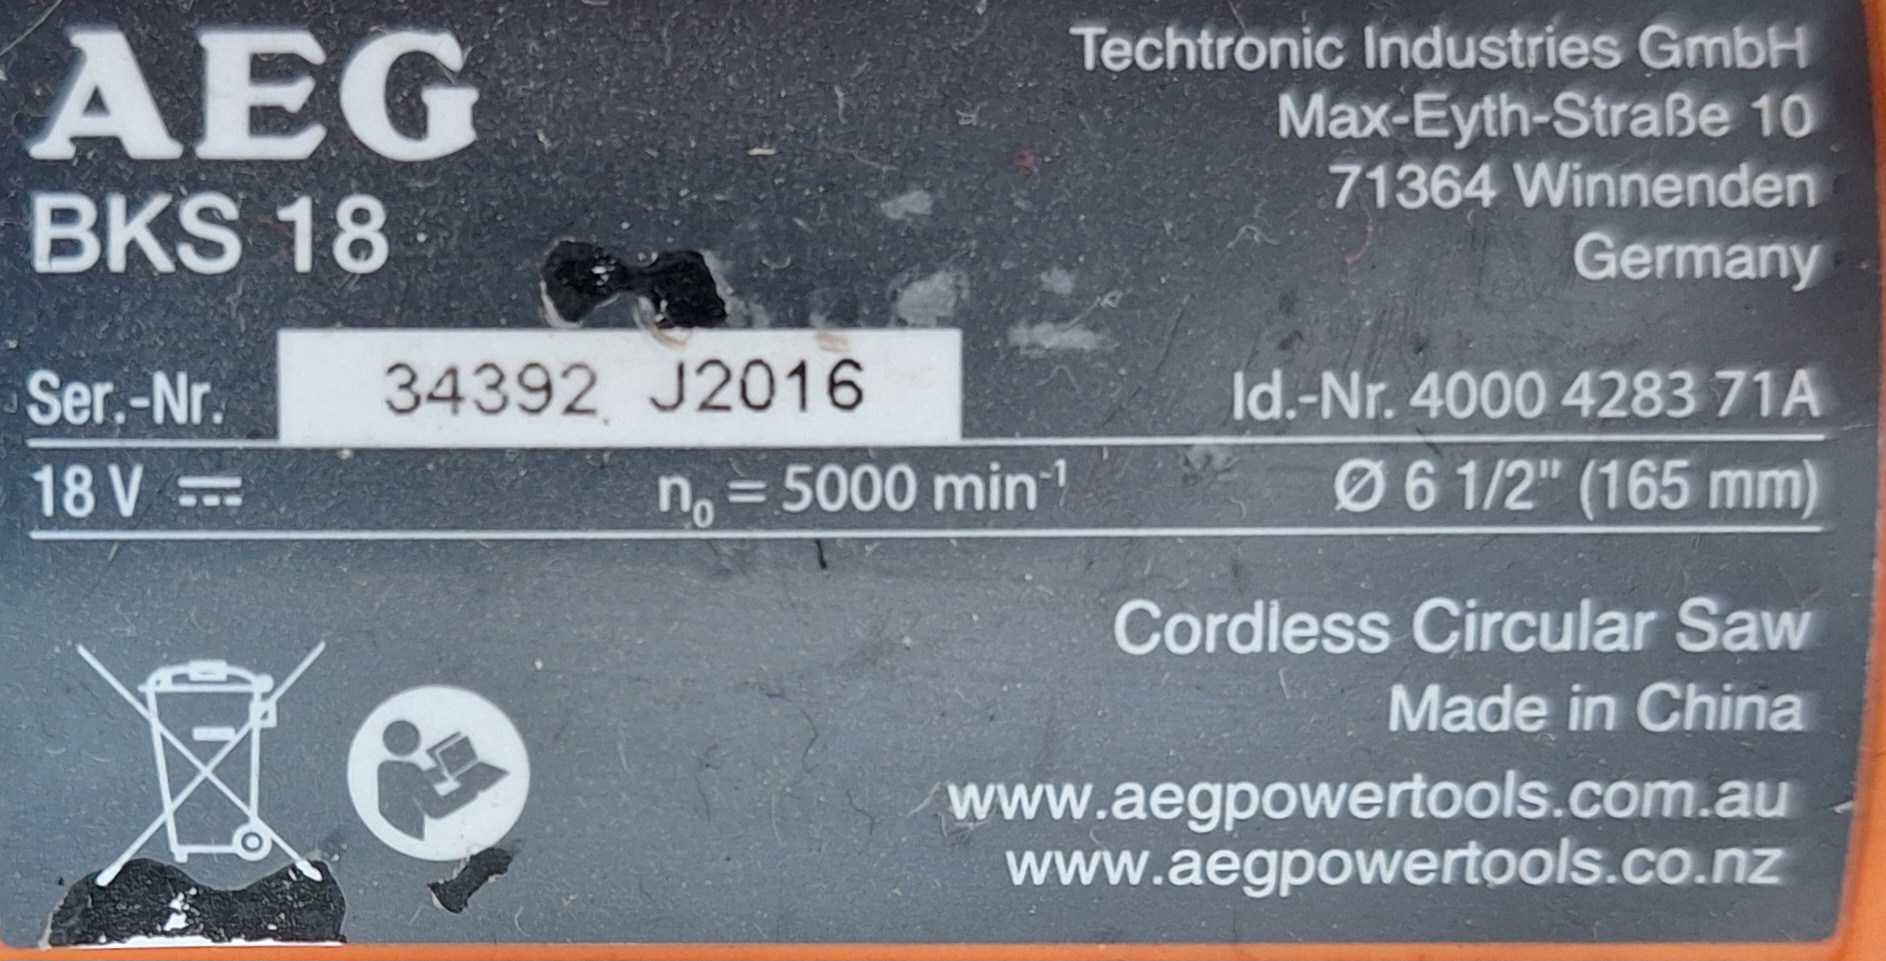 AEG
BKS 18
Techtronic Industries GmbH
Max-Eyth-Straße 10
71364 Winnenden
Germany
Ser.-Nr. 34392 J2016
Id.-Nr. 4000 4283 71A
18 V ⎓ n₀ = 5000 min⁻¹ Ø 6 1/2" (165 mm)
Cordless Circular Saw
Made in China
www.aegpowertools.com.au
www.aegpowertools.co.nz